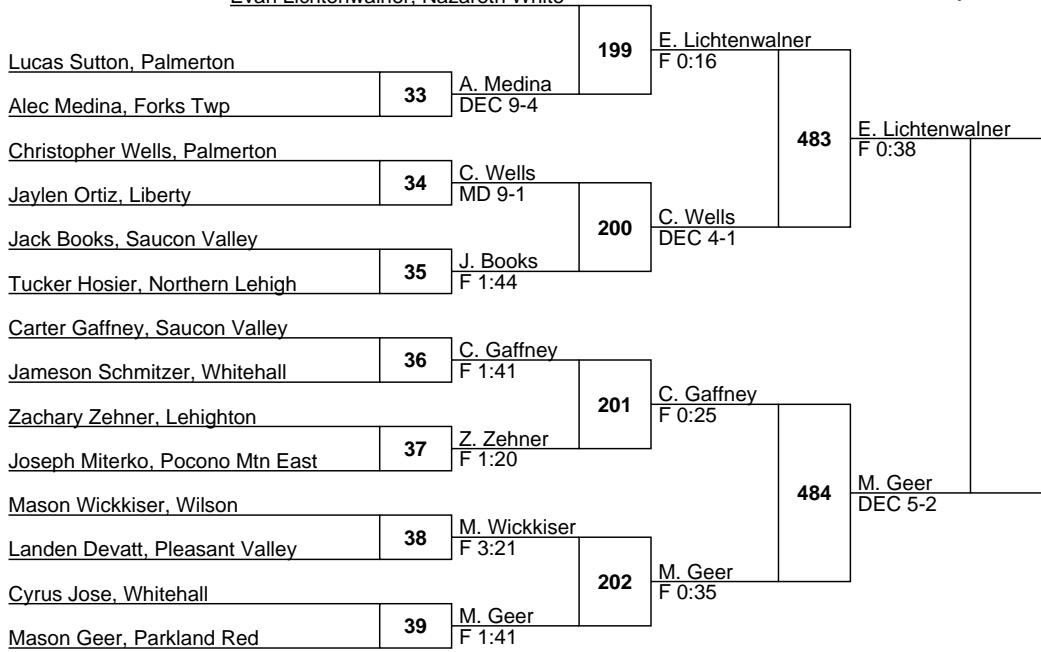 Evan Lichtenwalner, Nazareth White
199
E. Lichtenwalner
F 0:16
Lucas Sutton, Palmerton
33
A. Medina
DEC 9-4
Alec Medina, Forks Twp
483
E. Lichtenwalner
F 0:38
Christopher Wells, Palmerton
34
C. Wells
MD 9-1
Jaylen Ortiz, Liberty
200
C. Wells
DEC 4-1
Jack Books, Saucon Valley
35
J. Books
F 1:44
Tucker Hosier, Northern Lehigh
Carter Gaffney, Saucon Valley
36
C. Gaffney
F 1:41
Jameson Schmitzer, Whitehall
201
C. Gaffney
F 0:25
Zachary Zehner, Lehighton
37
Z. Zehner
F 1:20
Joseph Miterko, Pocono Mtn East
484
M. Geer
DEC 5-2
Mason Wickkiser, Wilson
38
M. Wickkiser
F 3:21
Landen Devatt, Pleasant Valley
202
M. Geer
F 0:35
Cyrus Jose, Whitehall
39
M. Geer
F 1:41
Mason Geer, Parkland Red